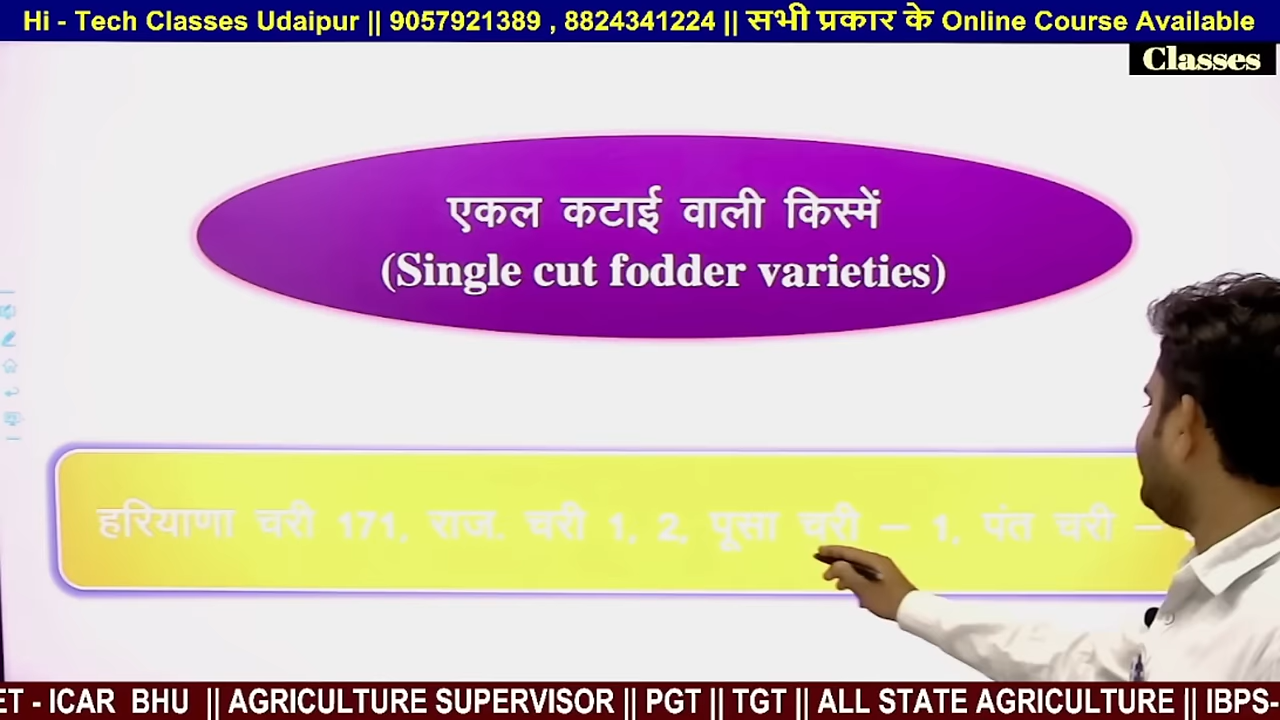 Hi - Tech Classes Udaipur || 9057921389 , 8824341224 || सभी प्रकार के Online Course Available
Classes
एकल कटाई वाली किस्में
(Single cut fodder varieties)
हरियाणा चरी 171, राज. चरी 1, 2, पूसा चरी – 1, पंत चरी –
ET - ICAR BHU || AGRICULTURE SUPERVISOR || PGT || TGT || ALL STATE AGRICULTURE || IBPS-